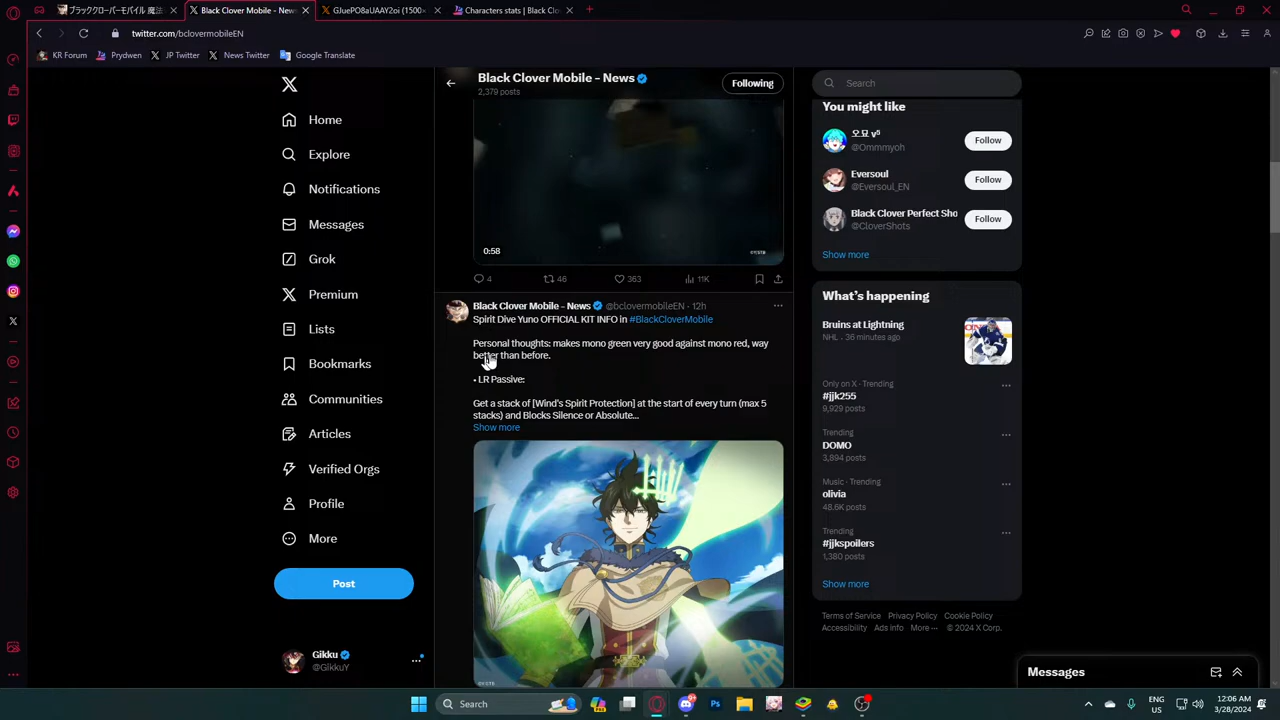 ブラッククローバーモバイル 魔法
Black Clover Mobile - New
GJuePO8aUAAY2oi (1500×
Characters stats | Black Clo
twitter.com/bclovermobileEN
KR Forum
Prydwen
JP Twitter
News Twitter
Google Translate
Black Clover Mobile - News
2,379 posts
Following
Home
Explore
Notifications
Messages
Grok
Premium
Lists
Bookmarks
Communities
Articles
Verified Orgs
Profile
More
Post
Gikku
@GikkuY
0:58
4
46
363
11K
Black Clover Mobile - News @bclovermobileEN · 12h
Spirit Dive Yuno OFFICIAL KIT INFO in #BlackCloverMobile
Personal thoughts: makes mono green very good against mono red, way
better than before.
• LR Passive:
Get a stack of [Wind's Spirit Protection] at the start of every turn (max 5
stacks) and Blocks Silence or Absolute...
Show more
Search
You might like
@Ommmyoh
Follow
Eversoul
@Eversoul_EN
Follow
Black Clover Perfect Sho
@CloverShots
Follow
Show more
What's happening
Bruins at Lightning
NHL · 36 minutes ago
Only on X · Trending
#jjk255
9,929 posts
Trending
DOMO
3,894 posts
Music · Trending
olivia
48.6K posts
Trending
#jjkspoilers
1,380 posts
Show more
Terms of Service Privacy Policy Cookie Policy
Accessibility Ads info More ··· © 2024 X Corp.
Messages
Search
ENG
US
12:06 AM
3/28/2024